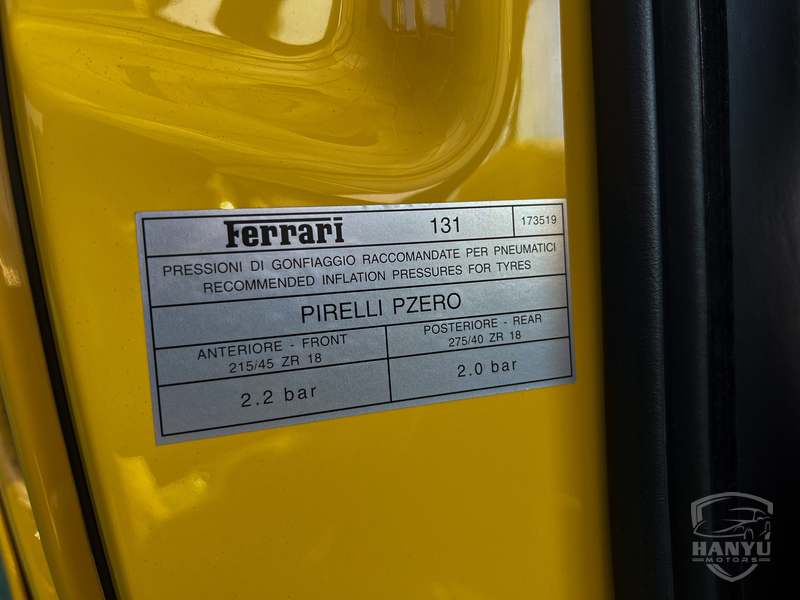 Ferrari 131 173519
PRESSIONI DI GONFIAGGIO RACCOMANDATE PER PNEUMATICI
RECOMMENDED INFLATION PRESSURES FOR TYRES
PIRELLI PZERO
ANTERIORE - FRONT
215/45 ZR 18
POSTERIORE - REAR
275/40 ZR 18
2.2 bar
2.0 bar
HANYU
MOTORS